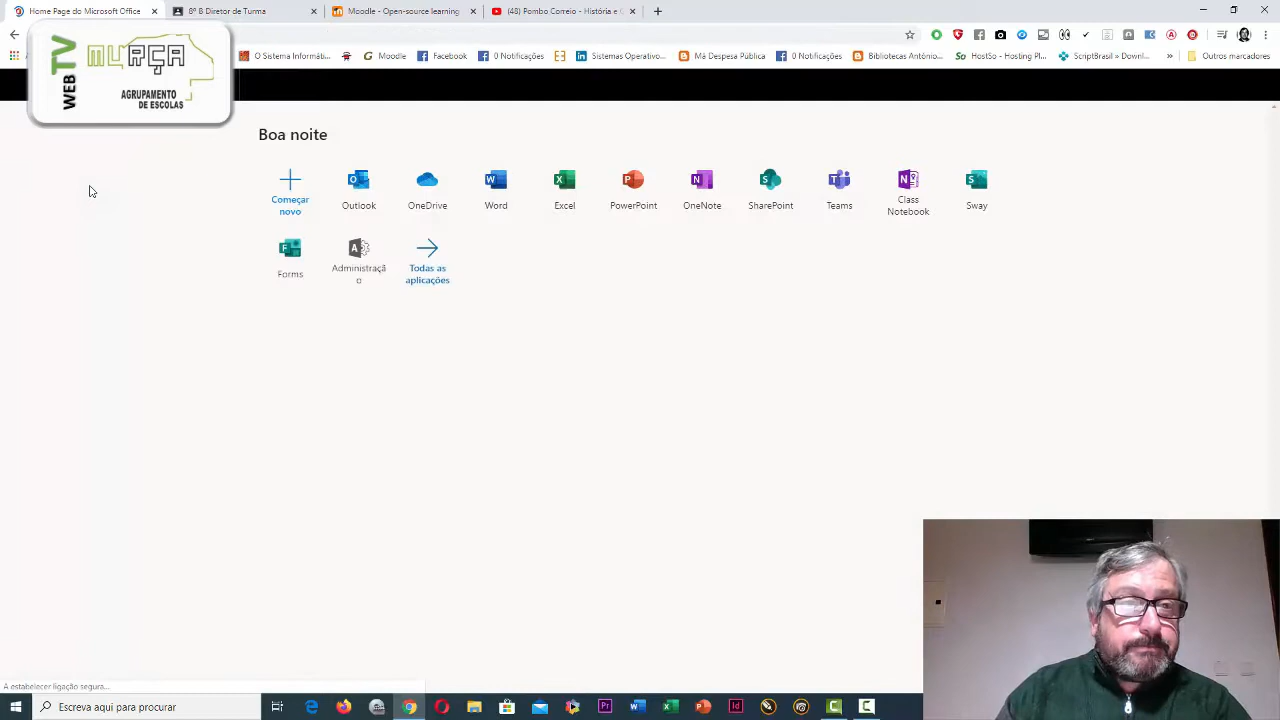 Home Page do Microsoft Office
8º B Diretor de Turma
Moodle - Open-source learning
(48) Pombo Correio - História e
WEB TV
MURÇA
AGRUPAMENTO
DE ESCOLAS
O Sistema Informáti...
Moodle
Facebook
0 Notificações
Sistemas Operativo...
Má Despesa Pública
0 Notificações
Bibliotecas António...
HostSo - Hosting Pl...
ScriptBrasil » Downl...
»
Outros marcadores
Boa noite
Começar
novo
Outlook
OneDrive
Word
Excel
PowerPoint
OneNote
SharePoint
Teams
Class
Notebook
Sway
Forms
Administraçã
o
Todas as
aplicações
A estabelecer ligação segura...
Escreva aqui para procurar